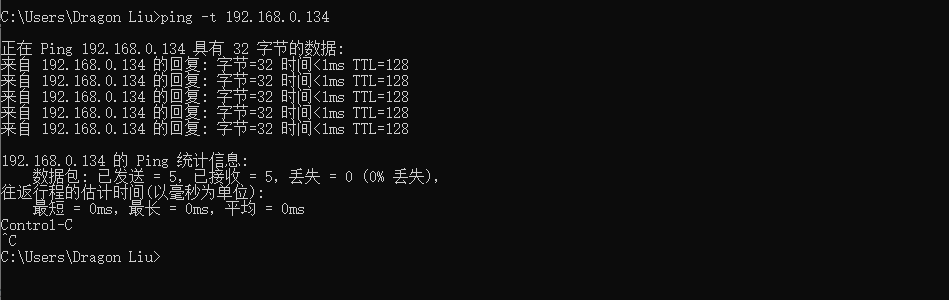 C:\Users\Dragon Liu>ping -t 192.168.0.134
正在 Ping 192.168.0.134 具有 32 字节的数据:
来自 192.168.0.134 的回复: 字节=32 时间<1ms TTL=128
来自 192.168.0.134 的回复: 字节=32 时间<1ms TTL=128
来自 192.168.0.134 的回复: 字节=32 时间<1ms TTL=128
来自 192.168.0.134 的回复: 字节=32 时间<1ms TTL=128
来自 192.168.0.134 的回复: 字节=32 时间<1ms TTL=128
192.168.0.134 的 Ping 统计信息:
数据包: 已发送 = 5, 已接收 = 5, 丢失 = 0 (0% 丢失),
往返行程的估计时间(以毫秒为单位):
最短 = 0ms, 最长 = 0ms, 平均 = 0ms
Control-C
^C
C:\Users\Dragon Liu>